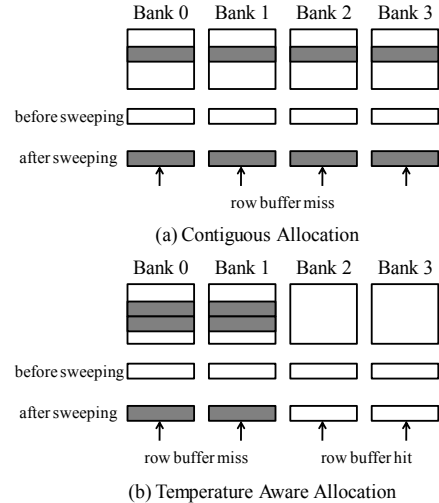 Bank 0 Bank 1 Bank 2 Bank 3
before sweeping
after sweeping
row buffer miss
(a) Contiguous Allocation
Bank 0 Bank 1 Bank 2 Bank 3
before sweeping
after sweeping
row buffer miss row buffer hit
(b) Temperature Aware Allocation